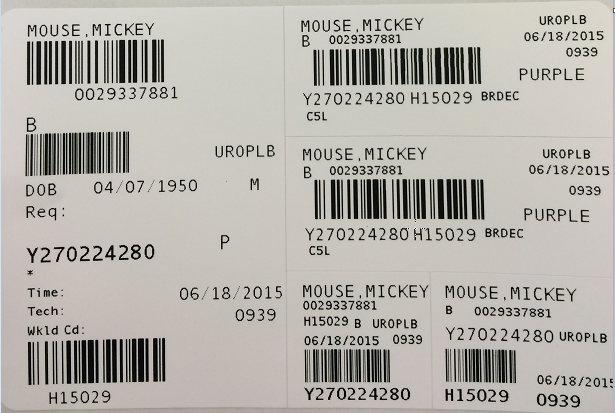 MOUSE,MICKEY
0029337881
B
UROPLB
DOB 04/07/1950 M
Req:
Y270224280 P
*
Time: 06/18/2015
Tech: 0939
Wkld Cd:
H15029
MOUSE,MICKEY UROPLB
B 0029337881 06/18/2015
0939
PURPLE
Y270224280 H15029 BRDEC
C5L
MOUSE,MICKEY UROPLB
B 0029337881 06/18/2015
0939
PURPLE
Y270224280 H15029 BRDEC
C5L
MOUSE,MICKEY
0029337881
H15029 B UROPLB
06/18/2015 0939
Y270224280
MOUSE,MICKEY
B 0029337881
Y270224280 UROPLB
06/18/201
H15029 0939